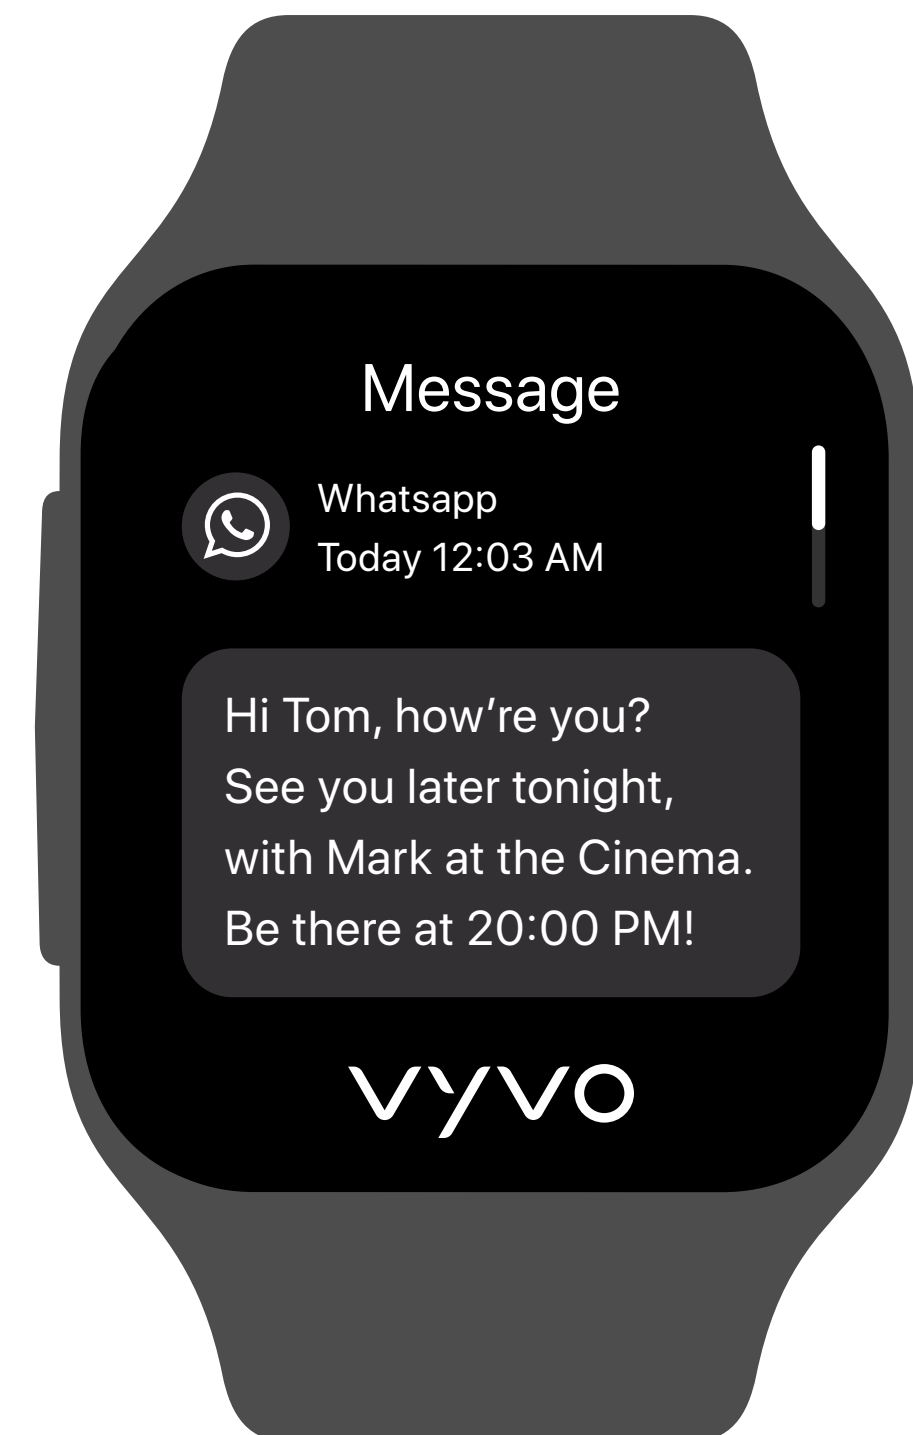 Message
Whatsapp
Today 12:03 AM
Hi Tom, how’re you?
See you later tonight,
with Mark at the Cinema.
Be there at 20:00 PM!
vyvo